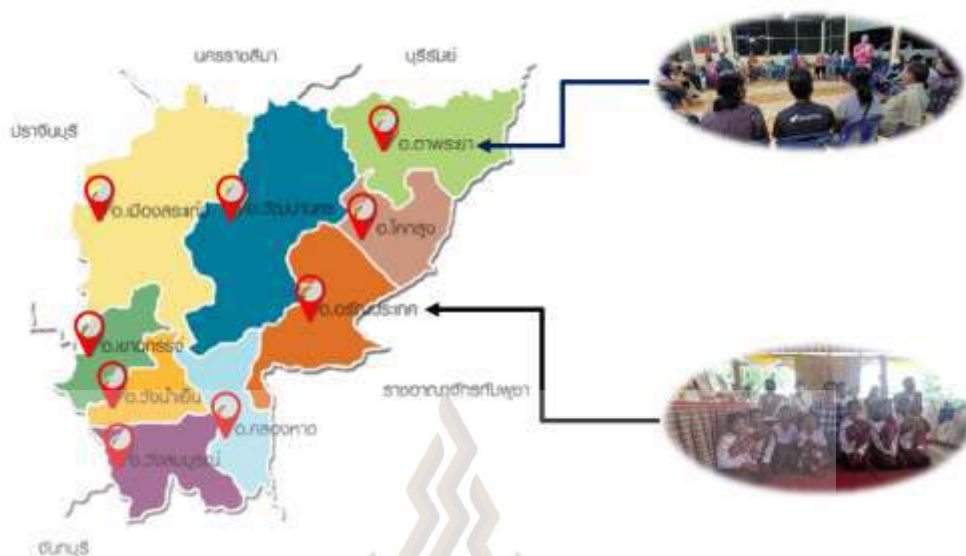 นครราชสีมา
บุรีรัมย์
ปราจีนบุรี
อ.ตาพระยา
อ.เมืองสระแก้ว
อ.วัฒนานคร
อ.โคกสูง
อ.อรัญประเทศ
อ.เขาฉกรรจ์
ราชอาณาจักรกัมพูชา
อ.วังน้ำเย็น
อ.คลองหาด
อ.วังสมบูรณ์
จันทบุรี